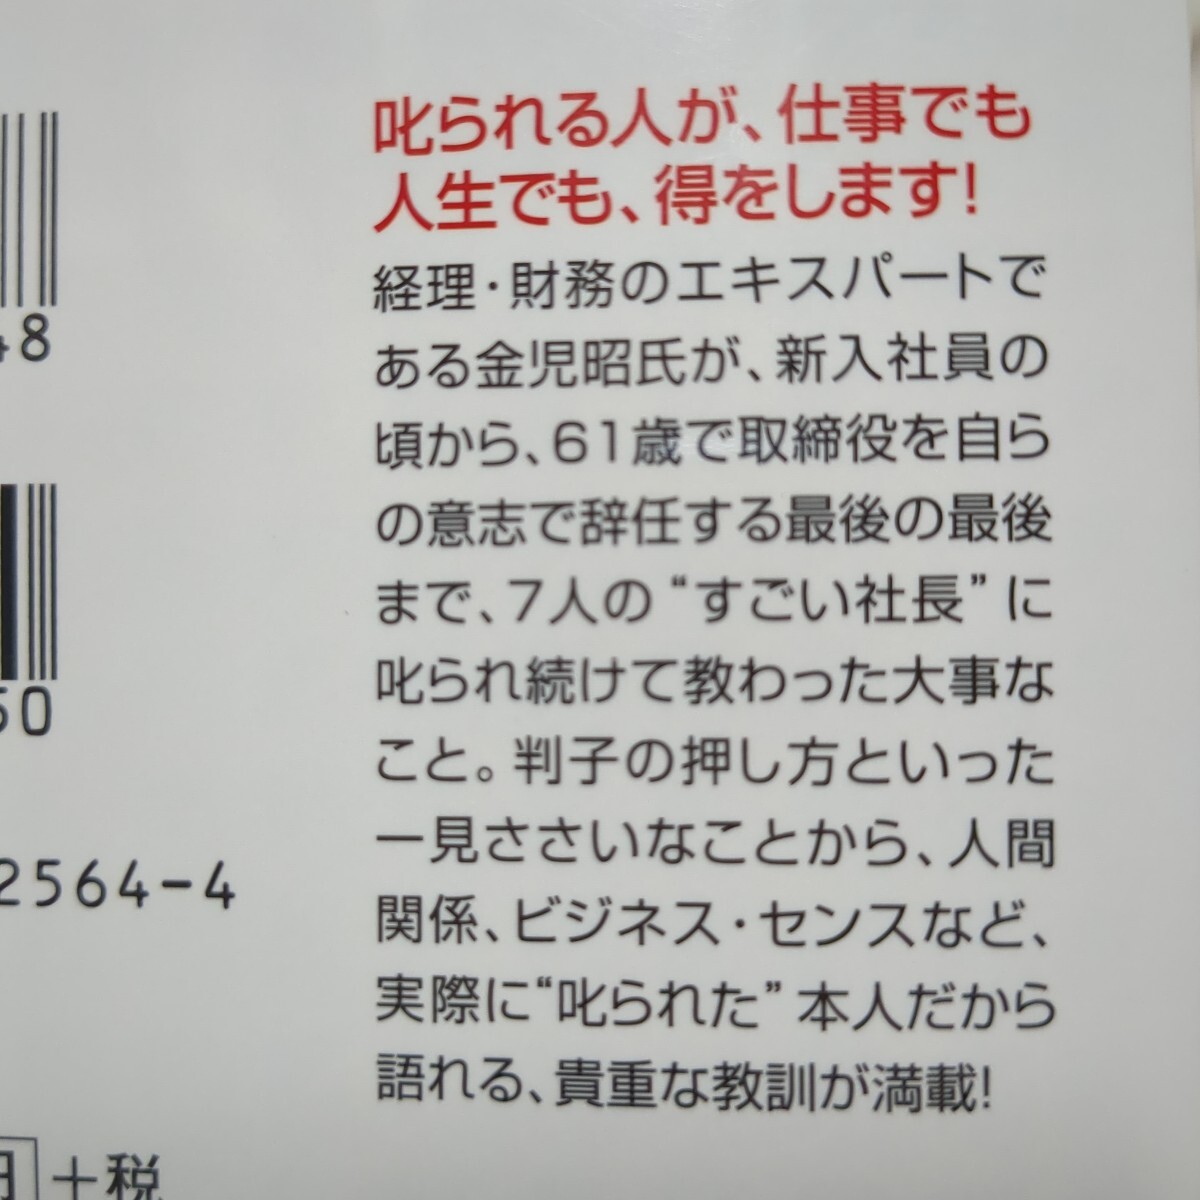 叱られる人が、仕事でも
人生でも、得をします!
経理・財務のエキスパートで
ある金児昭氏が、新入社員の
頃から、61歳で取締役を自ら
の意志で辞任する最後の最後
まで、7人の“すごい社長”に
叱られ続けて教わった大事な
こと。判子の押し方といった
一見ささいなことから、人間
関係、ビジネス・センスなど、
実際に“叱られた”本人だから
語れる、貴重な教訓が満載!
48
50
2564-4
円+税